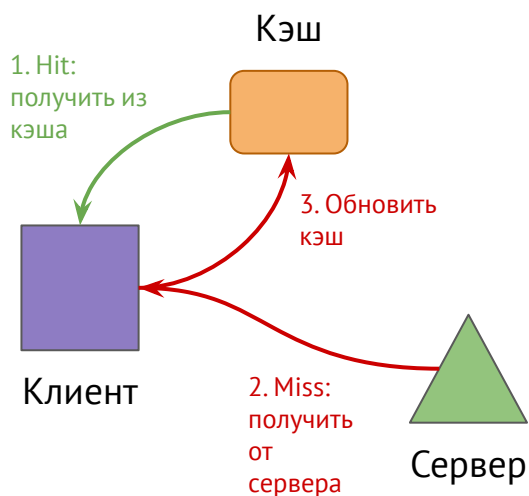 Кэш
1. Hit:
получить из
кэша
3. Обновить
кэш
Клиент
2. Miss:
получить
от
сервера
Сервер